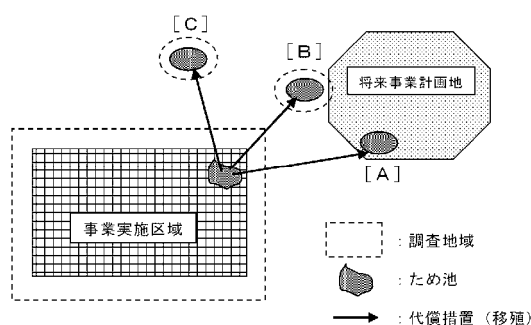 [C]
[B]
将来事業計画地
[A]
事業実施区域
：調査地域
：ため池
：代償措置（移殖）